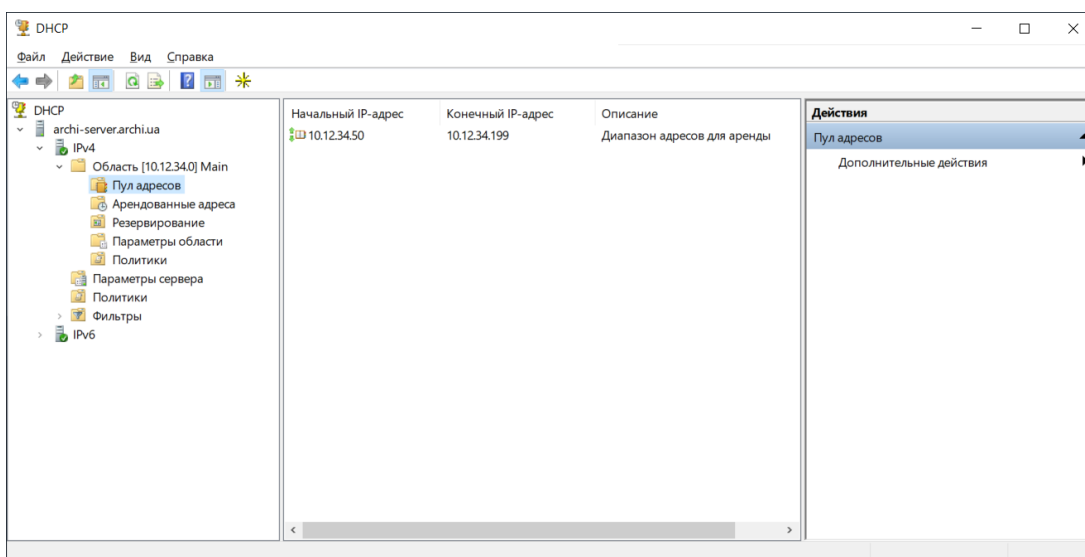 DHCP
Файл Действие Вид Справка
DHCP
archi-server.archi.ua
IPv4
Область [10.12.34.0] Main
Пул адресов
Арендованные адреса
Резервирование
Параметры области
Политики
Параметры сервера
Политики
Фильтры
IPv6
Начальный IP-адрес Конечный IP-адрес Описание
10.12.34.50 10.12.34.199 Диапазон адресов для аренды
Действия
Пул адресов
Дополнительные действия